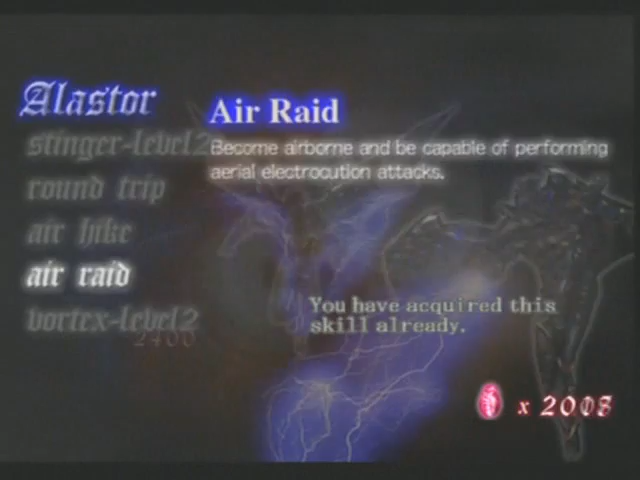 Alastor
Air Raid
stinger-level2
Become airborne and be capable of performing
aerial electrocution attacks.
round trip
air hike
air raid
You have acquired this
skill already.
vortex-level2
2400
x 2008